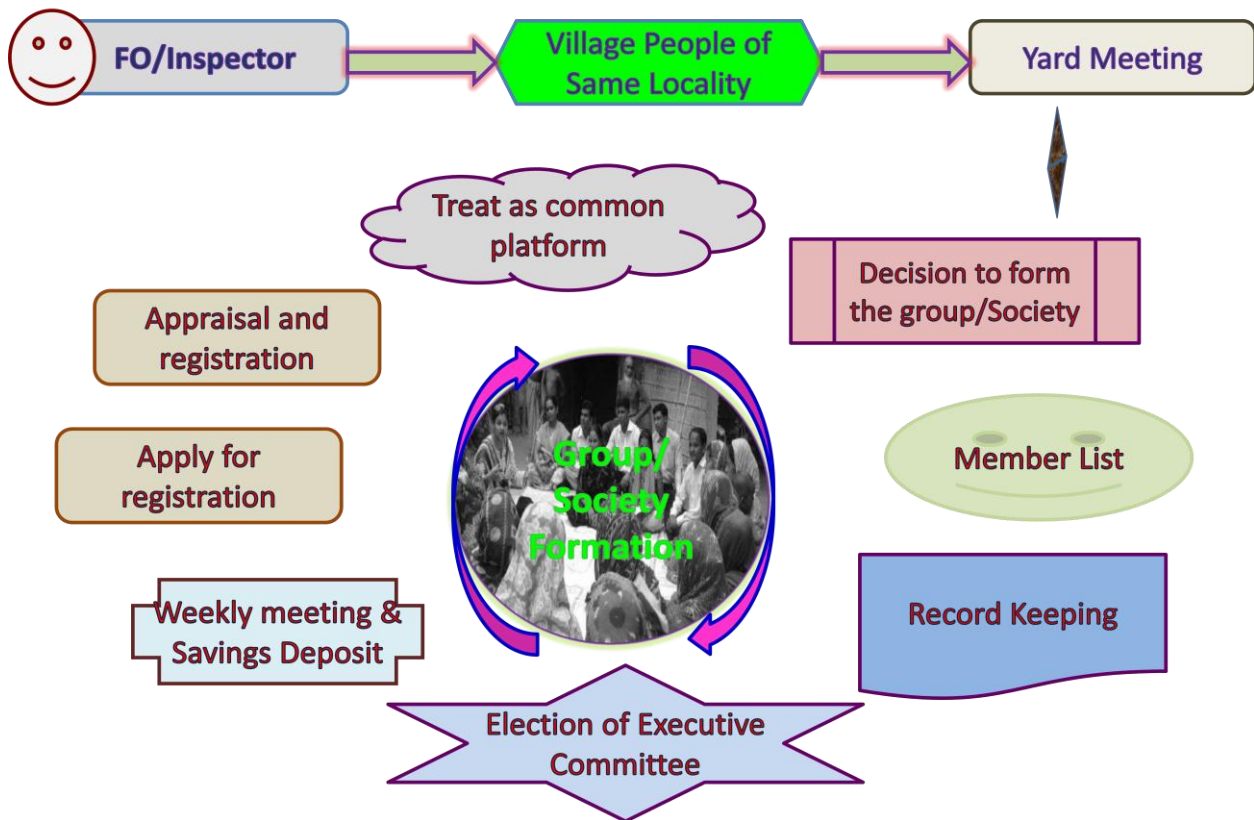 FO/Inspector
Village People of
Same Locality
Yard Meeting
Treat as common
platform
Decision to form
the group/Society
Appraisal and
registration
Member List
Apply for
registration
Group/
Society
Formation
Record Keeping
Weekly meeting &
Savings Deposit
Election of Executive
Committee